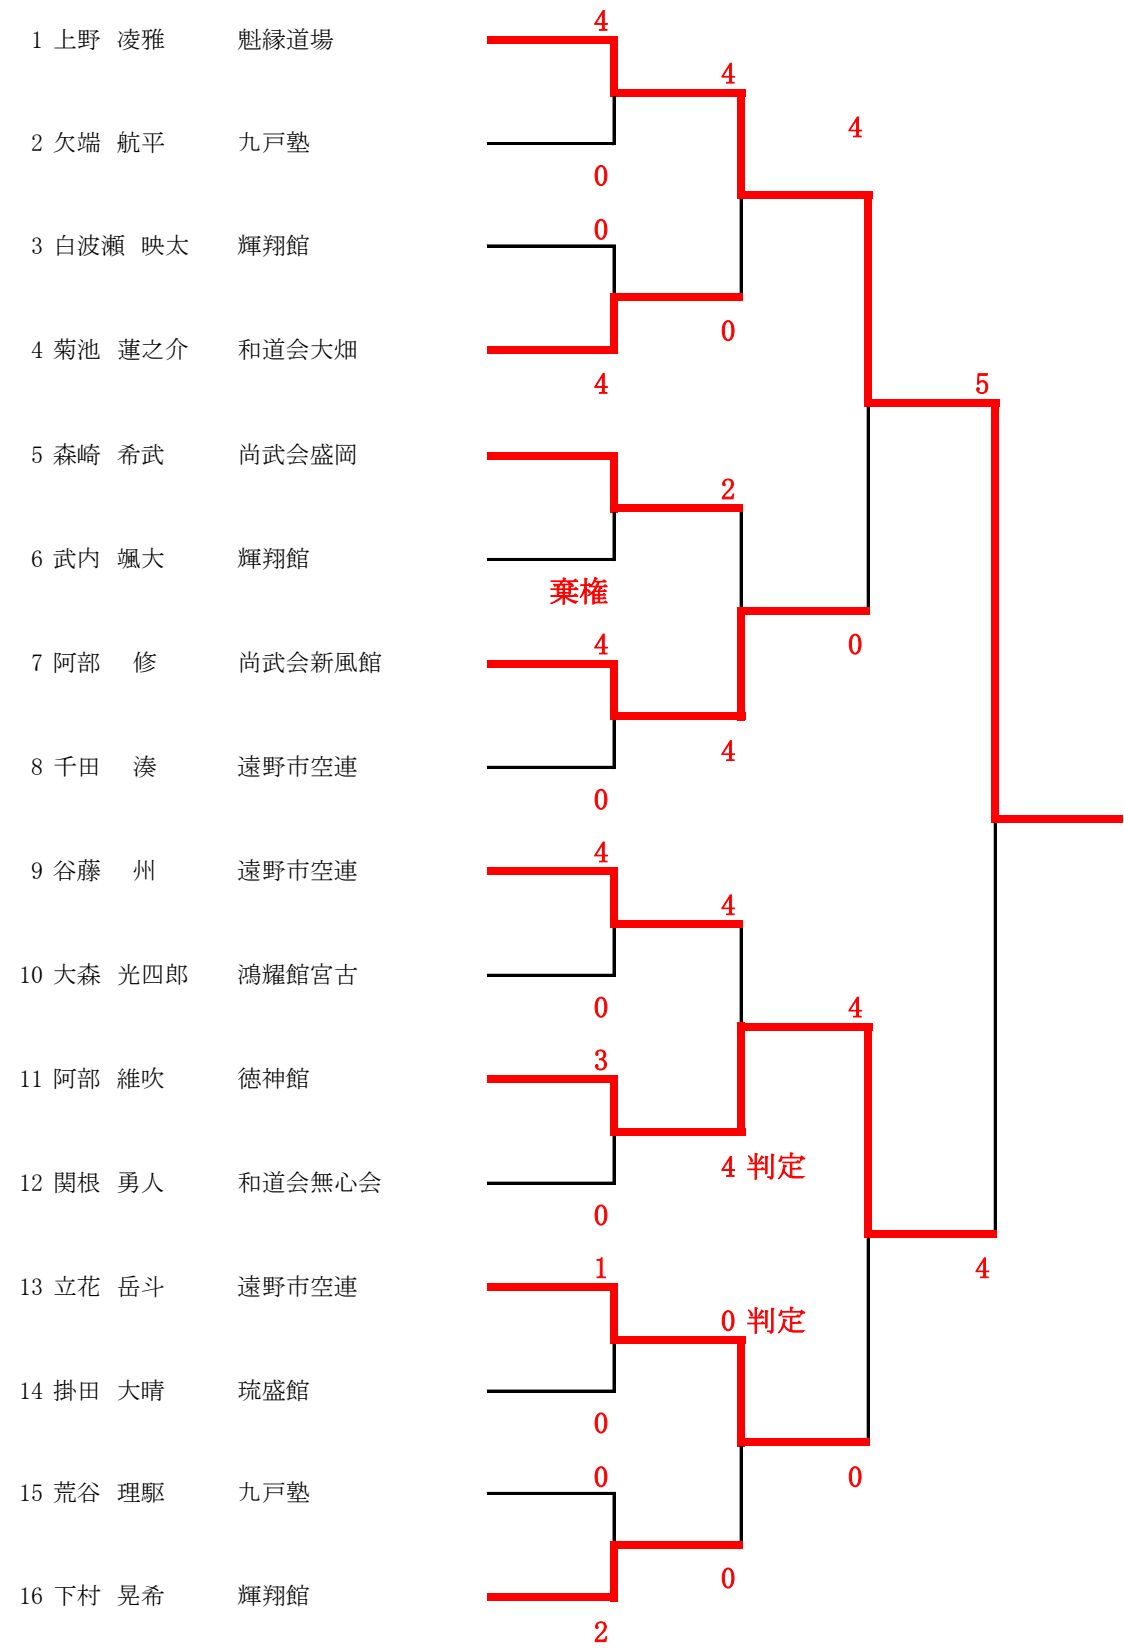 4
1 上野 凌雅 魁縁道場
4
4
2 欠端 航平 九戸塾
0
0
3 白波瀬 映太 輝翔館
0
4 菊池 蓮之介 和道会大畑
4
5
5 森崎 希武 尚武会盛岡
2
6 武内 颯大 輝翔館
棄権
4
0
7 阿部 修 尚武会新風館
4
8 千田 湊 遠野市空連
0
4
9 谷藤 州 遠野市空連
4
10 大森 光四郎 鴻耀館宮古
0
4
3
11 阿部 維吹 徳神館
4 判定
12 関根 勇人 和道会無心会
0
1
4
13 立花 岳斗 遠野市空連
0 判定
14 掛田 大晴 琉盛館
0
0
0
15 荒谷 理駆 九戸塾
0
16 下村 晃希 輝翔館
2